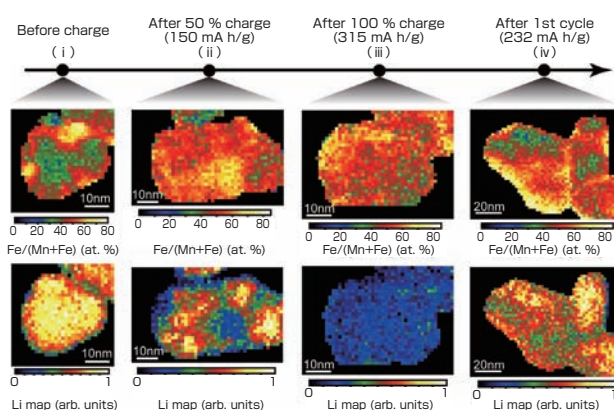 Before charge
( i )
After 50 % charge
(150 mA h/g)
( ii )
After 100 % charge
(315 mA h/g)
(iii)
After 1st cycle
(232 mA h/g)
(iv)
10nm
10nm
10nm
20nm
0 20 40 60 80
0 20 40 60 80
0 20 40 60 80
0 20 40 60 80
Fe/(Mn+Fe) (at. %)
Fe/(Mn+Fe) (at. %)
Fe/(Mn+Fe) (at. %)
Fe/(Mn+Fe) (at. %)
10nm
10nm
10nm
20nm
0 1
0 1
0 1
0 1
Li map (arb. units)
Li map (arb. units)
Li map (arb. units)
Li map (arb. units)